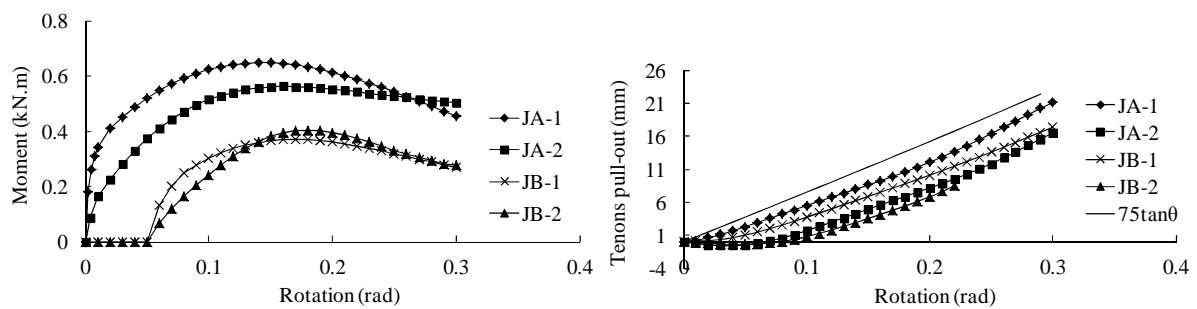 0.8
0.6
0.4
0.2
0
Moment (kN.m)
0
0.1
0.2
0.3
0.4
Rotation (rad)
JA-1
JA-2
JB-1
JB-2
26
21
16
11
6
1
-4
Tenons pull-out (mm)
0
0.1
0.2
0.3
0.4
Rotation (rad)
JA-1
JA-2
JB-1
JB-2
75tanθ